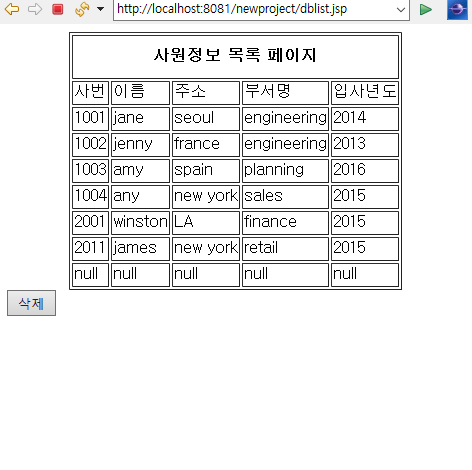 http://localhost:8081/newproject/dblist.jsp
사원정보 목록 페이지
사번 이름 주소 부서명 입사년도
1001 jane seoul engineering 2014
1002 jenny france engineering 2013
1003 amy spain planning 2016
1004 any new york sales 2015
2001 winston LA finance 2015
2011 james new york retail 2015
null null null null null
삭제